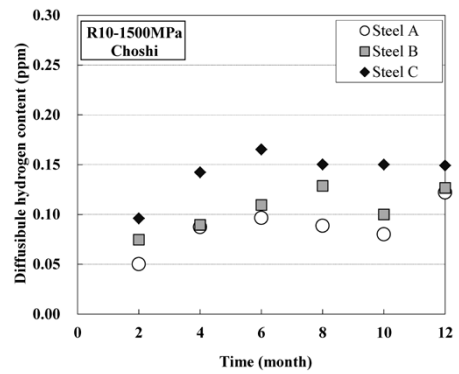 R10-1500MPa
Choshi
Steel A
Steel B
Steel C
Diffusibule hydrogen content (ppm)
0.30
0.25
0.20
0.15
0.10
0.05
0.00
0 2 4 6 8 10 12
Time (month)